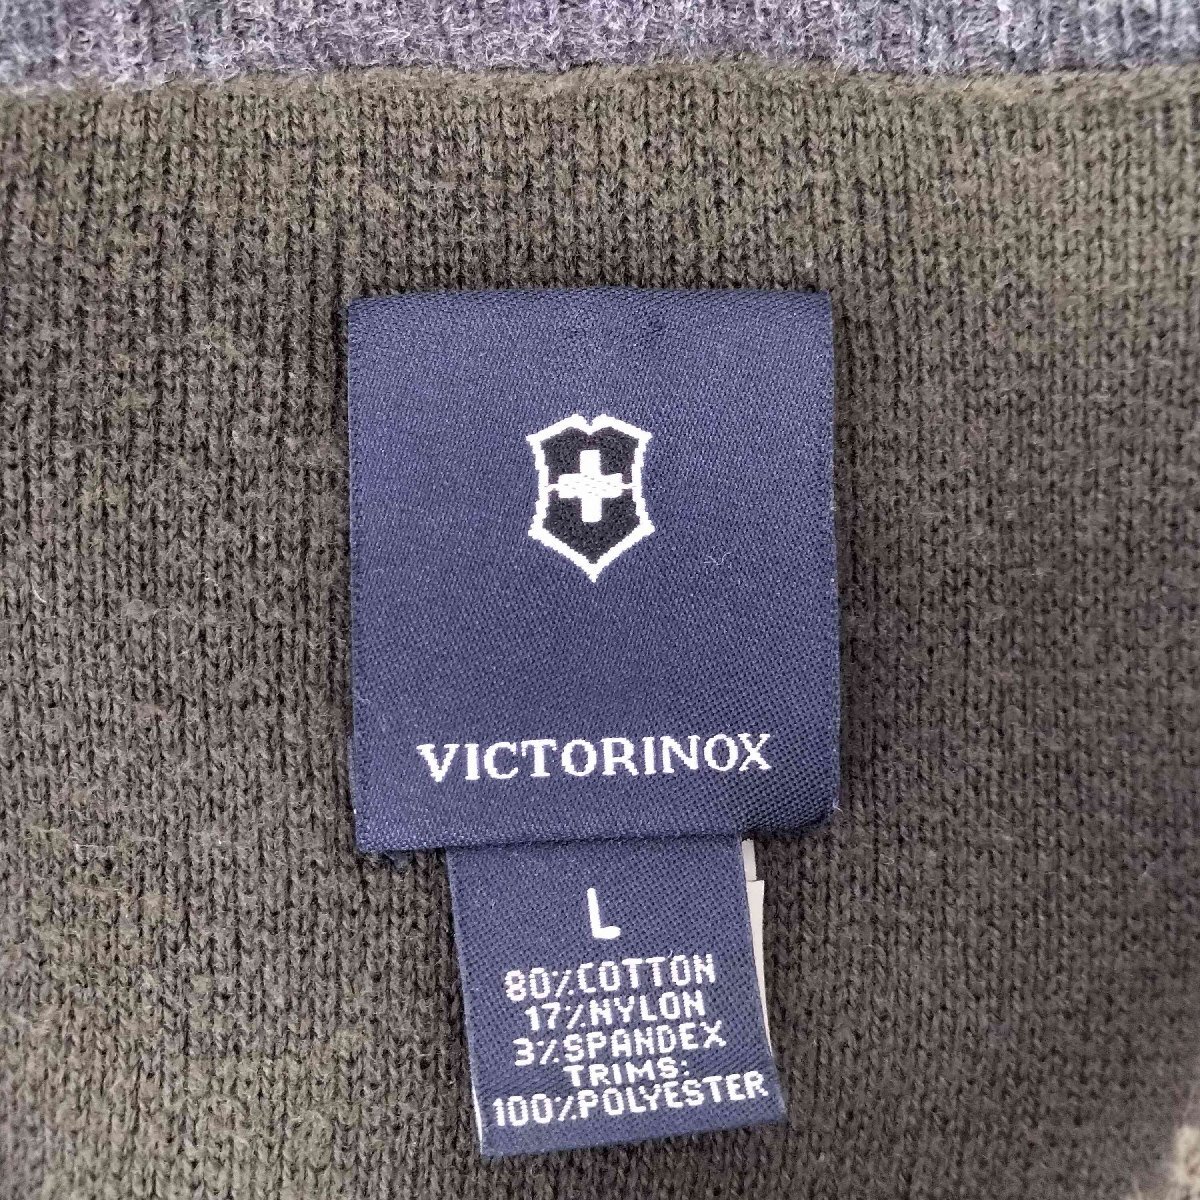 VICTORINOX
L
80%COTTON
17%NYLON
3%SPANDEX
TRIMS:
100%POLYESTER